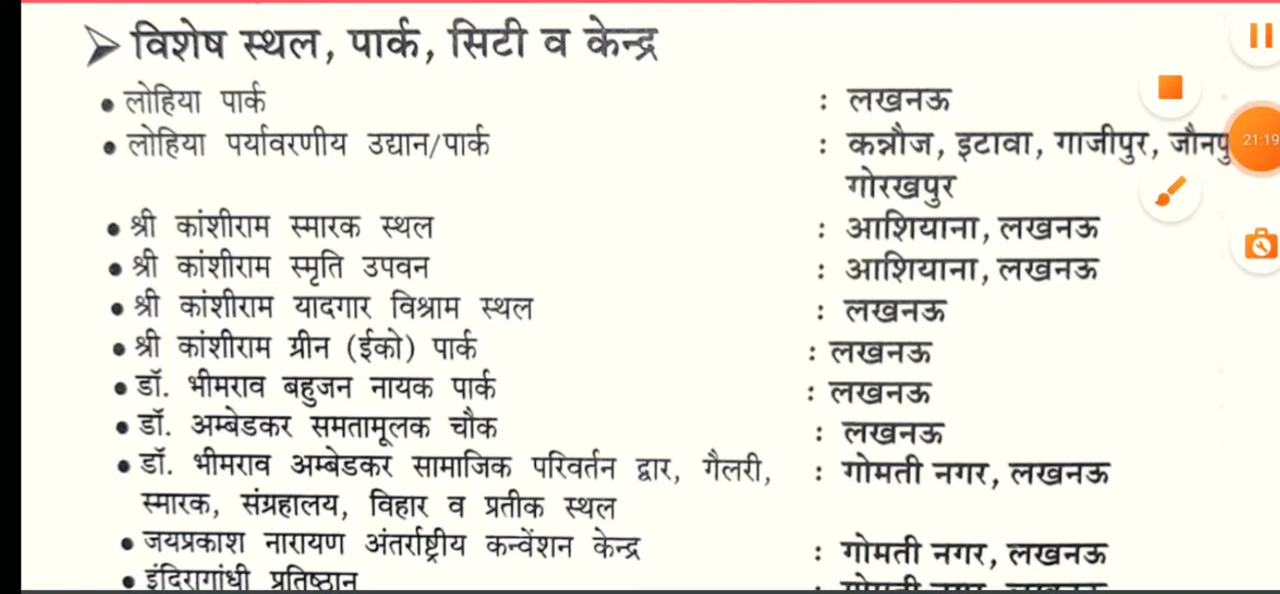 ➤ विशेष स्थल, पार्क, सिटी व केन्द्र
• लोहिया पार्क : लखनऊ
• लोहिया पर्यावरणीय उद्यान/पार्क : कन्नौज, इटावा, गाजीपुर,
गोरखपुर
• श्री कांशीराम स्मारक स्थल : आशियाना, लखनऊ
• श्री कांशीराम स्मृति उपवन : आशियाना, लखनऊ
• श्री कांशीराम यादगार विश्राम स्थल : लखनऊ
• श्री कांशीराम ग्रीन (ईको) पार्क : लखनऊ
• डॉ. भीमराव बहुजन नायक पार्क : लखनऊ
• डॉ. अम्बेडकर समतामूलक चौक : लखनऊ
• डॉ. भीमराव अम्बेडकर सामाजिक परिवर्तन द्वार, गैलरी, : गोमती नगर, लखनऊ
स्मारक, संग्रहालय, विहार व प्रतीक स्थल
• जयप्रकाश नारायण अंतर्राष्ट्रीय कन्वेंशन केन्द्र : गोमती नगर, लखनऊ
• इंदिरागांधी प्रतिष्ठान : गोमती नगर, लखनऊ
21:19